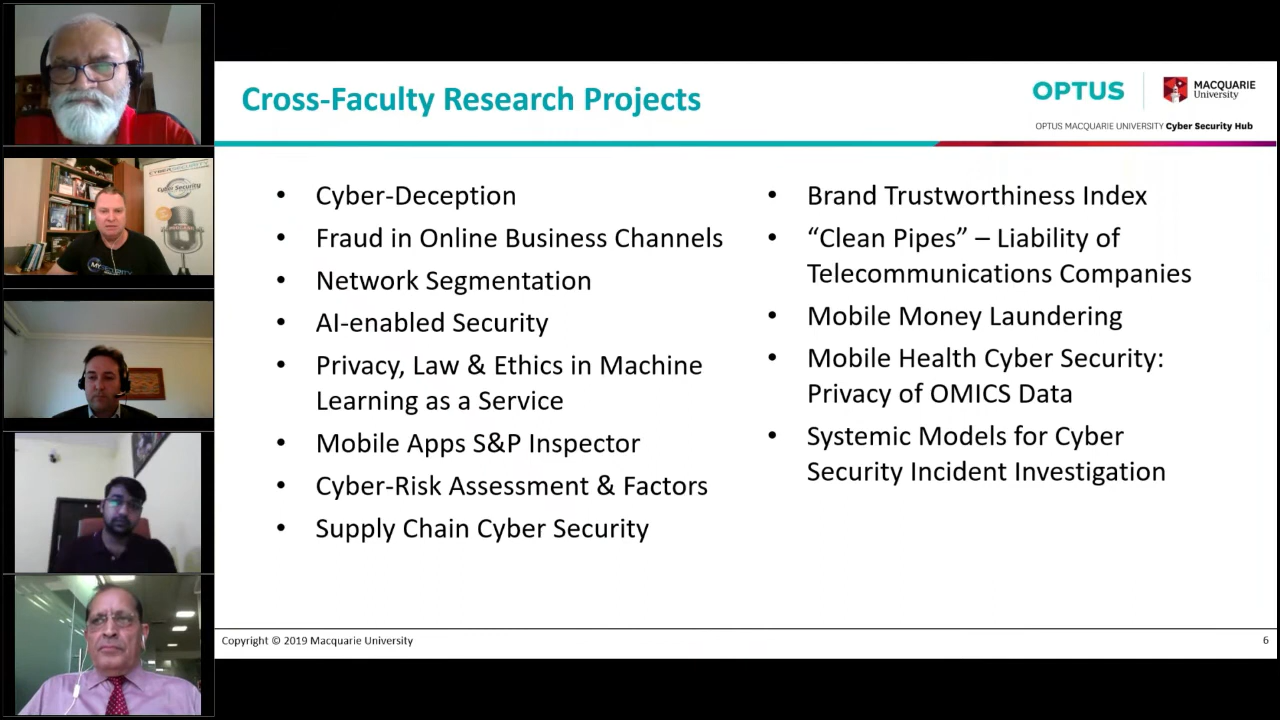 Cross-Faculty Research Projects
OPTUS
MACQUARIE
University
OPTUS MACQUARIE UNIVERSITY Cyber Security Hub
• Cyber-Deception
• Fraud in Online Business Channels
• Network Segmentation
• AI-enabled Security
• Privacy, Law & Ethics in Machine
Learning as a Service
• Mobile Apps S&P Inspector
• Cyber-Risk Assessment & Factors
• Supply Chain Cyber Security
• Brand Trustworthiness Index
• “Clean Pipes” – Liability of
Telecommunications Companies
• Mobile Money Laundering
• Mobile Health Cyber Security:
Privacy of OMICS Data
• Systemic Models for Cyber
Security Incident Investigation
Copyright © 2019 Macquarie University
6